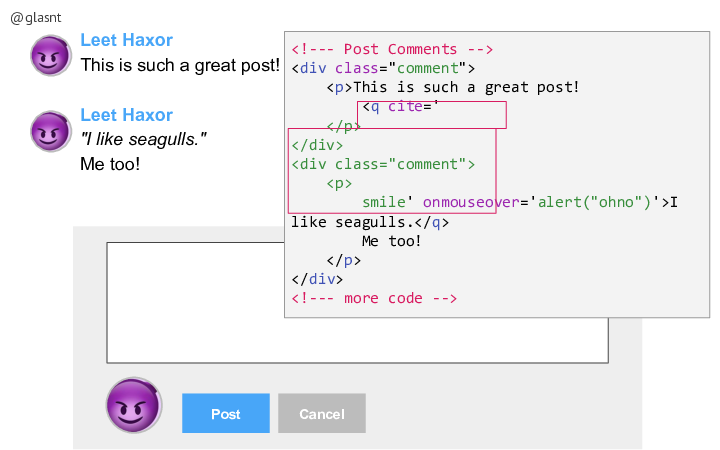 @glasnt
Leet Haxor
This is such a great post!
Leet Haxor
"I like seagulls."
Me too!
<!--- Post Comments -->
<div class="comment">
    <p>This is such a great post!
        <q cite='
    </p>
</div>
<div class="comment">
    <p>
        smile' onmouseover='alert("ohno")'>I
like seagulls.</q>
        Me too!
    </p>
</div>
<!--- more code -->
Post
Cancel